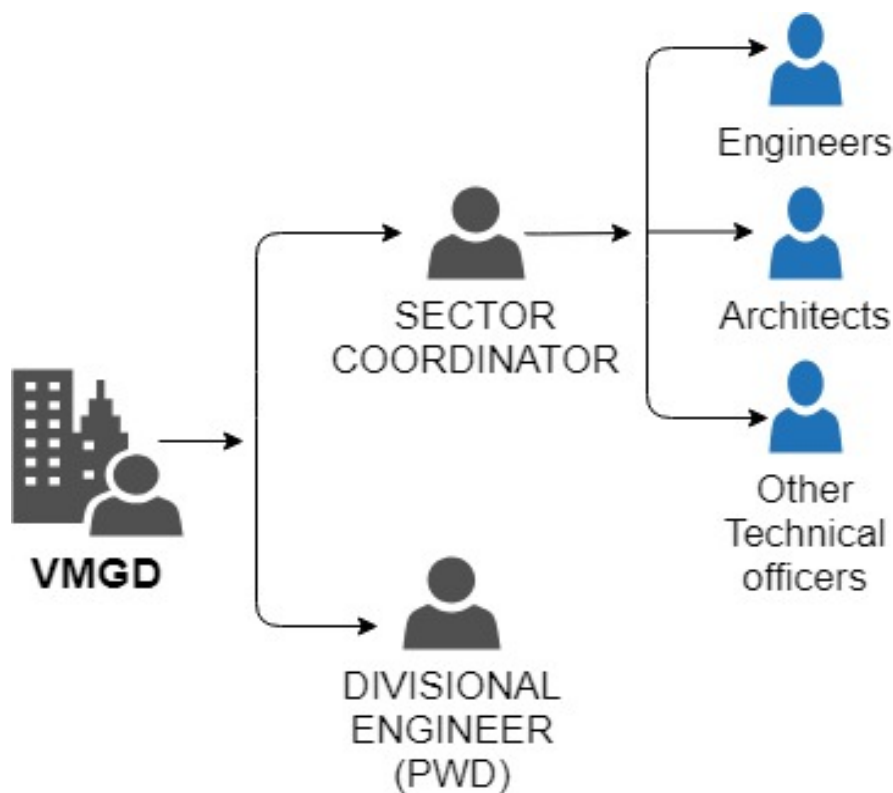 Engineers
SECTOR
COORDINATOR
Architects
VMGD
Other
Technical
officers
DIVISIONAL
ENGINEER
(PWD)